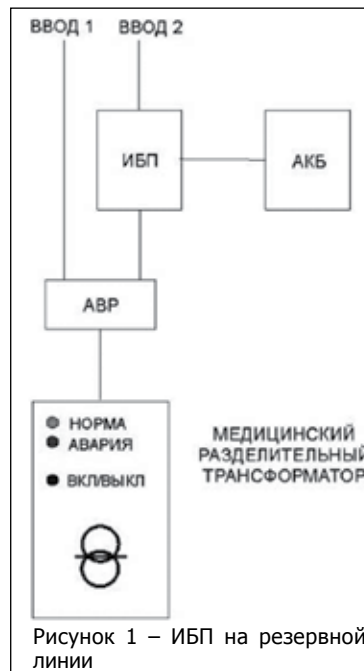 ВВОД 1 ВВОД 2
ИБП
АКБ
АВР
НОРМА
АВАРИЯ
ВКЛ/ВЫКЛ
МЕДИЦИНСКИЙ
РАЗДЕЛИТЕЛЬНЫЙ
ТРАНСФОРМАТОР
Рисунок 1 – ИБП на резервной
линии